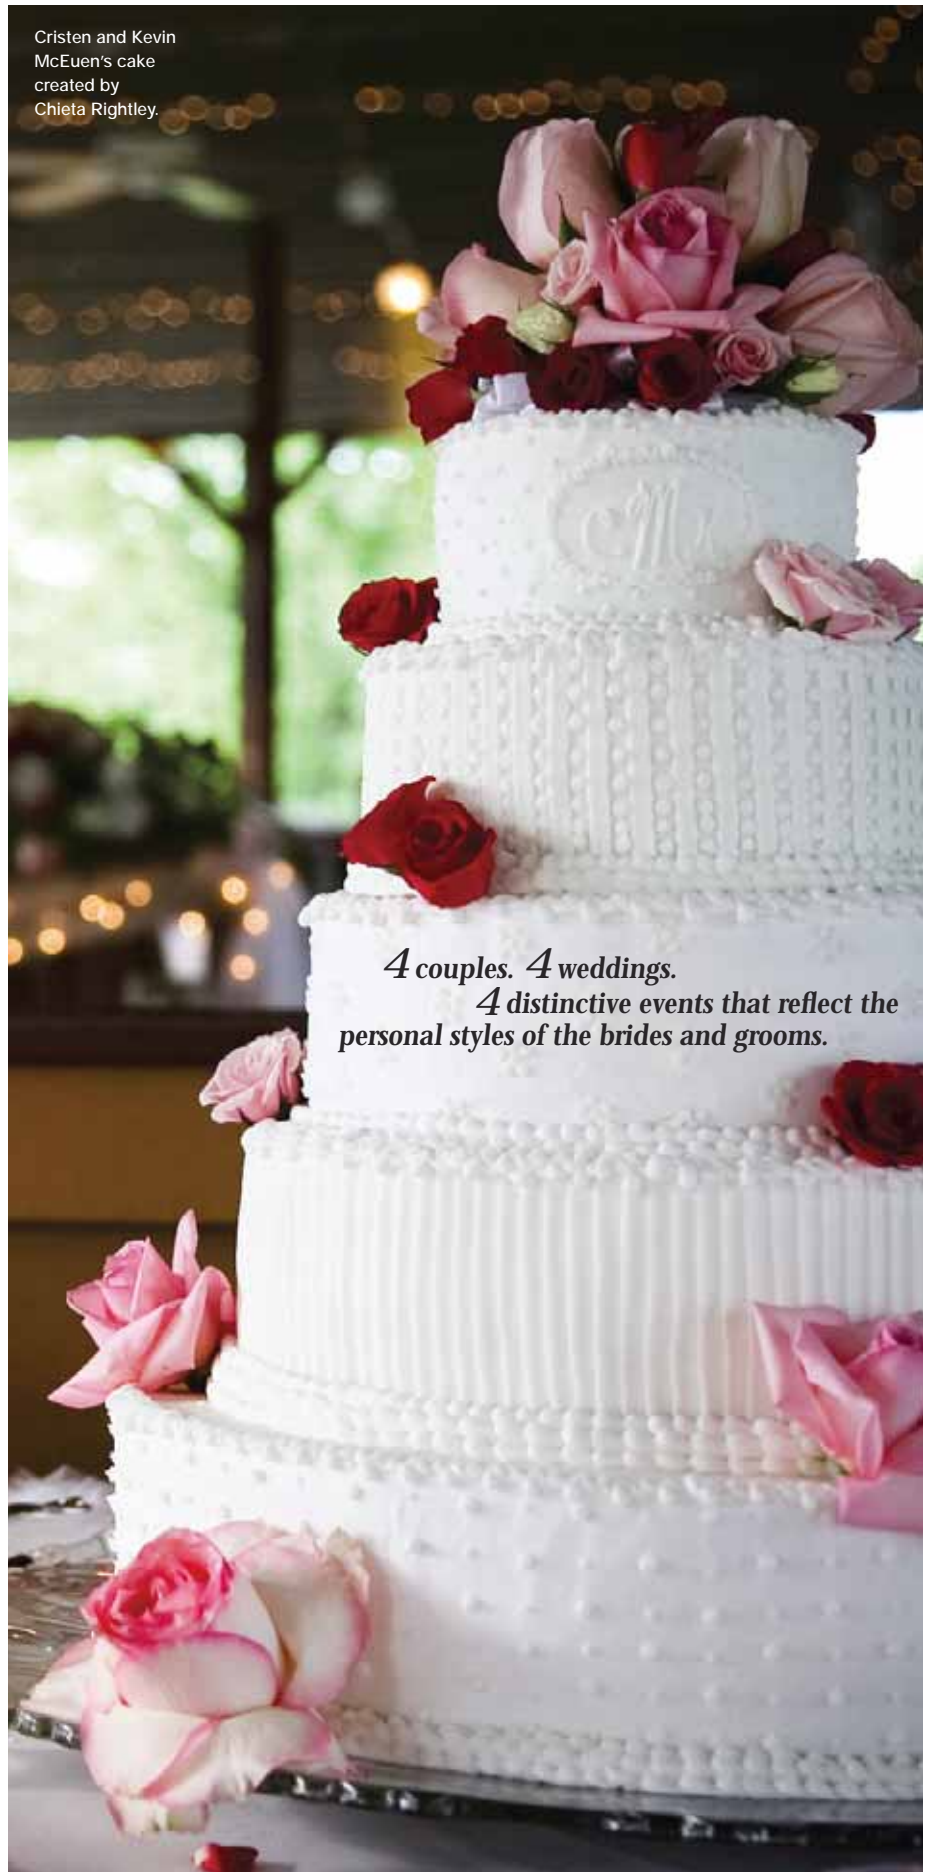 Cristen and Kevin
McEuen's cake
created by
Chieta Rightley.
M
4 couples. 4 weddings.
4 distinctive events that reflect the
personal styles of the brides and grooms.